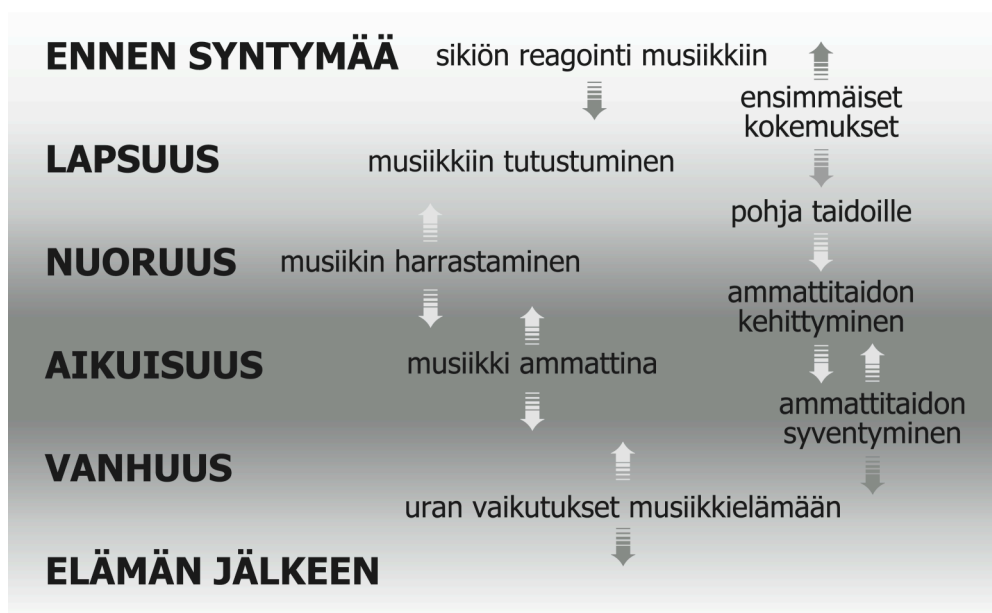 ENNEN SYNTYMÄÄ sikiön reagointi musiikkiin
ensimmäiset
kokemukset
LAPSUUS musiikkiin tutustuminen
pohja taidoille
NUORUUS musiikin harrastaminen
ammattitaidon
kehittyminen
AIKUISUUS musiikki ammattina
ammattitaidon
syventyminen
VANHUUS
uran vaikutukset musiikkielämään
ELÄMÄN JÄLKEEN